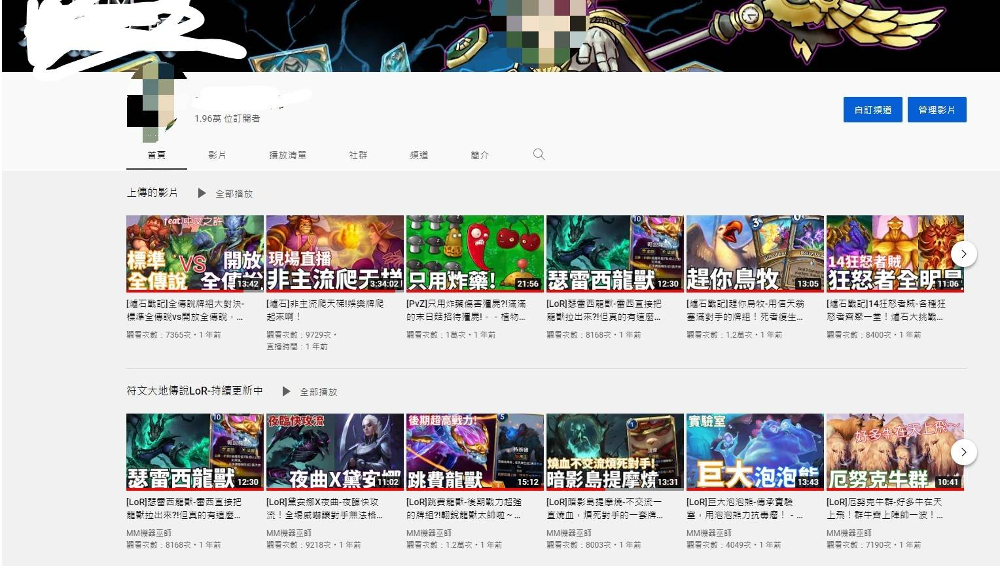 1.96萬 位訂閱者
自訂頻道
管理影片
首頁
影片
播放清單
社群
頻道
簡介
上傳的影片
全部播放
feat.中文之許
標準 VS 開放
全傳說 全傳說
13:42
現場直播
非主流爬天梯
3:34:02
只用炸藥!
21:56
10
瑟雷西龍獸
12:30
3
趕你鳥牧
13:05
14狂怒者賊
狂怒者全明星
11:06
[爐石戰記]全傳說牌組大對決-
標準全傳說vs開放全傳說，...
觀看次數：7365次・1 年前
[爐石]非主流爬天梯!娛樂牌爬
起來啊！
觀看次數：9729次・
直播時間：1 年前
[PvZ]只用炸藥傷害殭屍?!滿滿
的末日菇招待殭屍! - - 植物...
觀看次數：1萬次・1 年前
[LoR]瑟雷西龍獸-雷西直接把
龍獸拉出來?!但真的有這麼...
觀看次數：8168次・1 年前
[爐石戰記]趕你鳥牧-用信天翁
塞滿對手的牌組！死者復生...
觀看次數：1.2萬次・1 年前
[爐石戰記]14狂怒者賊-各種狂
怒者齊聚一堂！爐石大挑戰...
觀看次數：8400次・1 年前
符文大地傳說LoR-持續更新中
全部播放
10
瑟雷西龍獸
12:30
夜臨快攻流
夜曲X黛安娜
11:02
後期超高戰力!
5
特朗德
跳費龍獸
15:12
1
提摩
燒血不交流煩死對手!
暗影島提摩燒
13:31
實驗室
巨大泡泡熊
13:43
好多牛在天上飛～
厄努克牛群
10:41
[LoR]瑟雷西龍獸-雷西直接把
龍獸拉出來?!但真的有這麼...
MM機器巫師
觀看次數：8168次・1 年前
[LoR]黛安娜X夜曲-夜臨快攻
流！全場威嚇讓對手無法格...
MM機器巫師
觀看次數：9218次・1 年前
[LoR]跳費龍獸-後期戰力超強
的牌組?!翱銳龍獸太帥啦～...
MM機器巫師
觀看次數：1.2萬次・1 年前
[LoR]暗影島提摩燒-不交流一
直燒血，煩死對手的一套牌...
MM機器巫師
觀看次數：8003次・1 年前
[LoR]巨大泡泡熊-傳承實驗
室，用泡泡熊力抗毒瘤！ - ...
MM機器巫師
觀看次數：4049次・1 年前
[LoR]厄努克牛群-好多牛在天
上飛！群牛齊上陣帥一波！...
MM機器巫師
觀看次數：7190次・1 年前